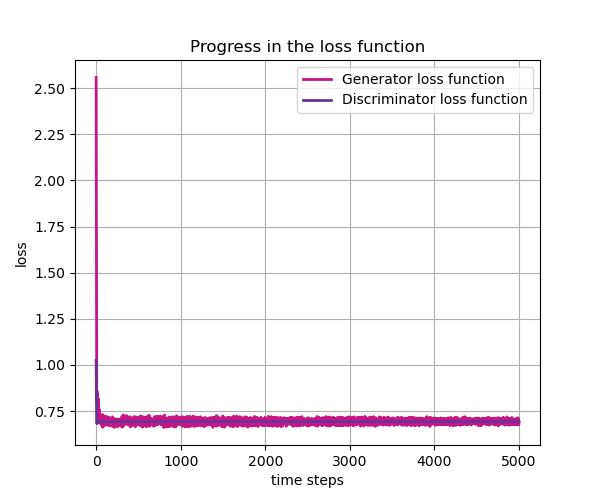 Progress in the loss function
Generator loss function
Discriminator loss function
2.50
2.25
2.00
1.75
1.50
1.25
1.00
0.75
loss
0 1000 2000 3000 4000 5000
time steps